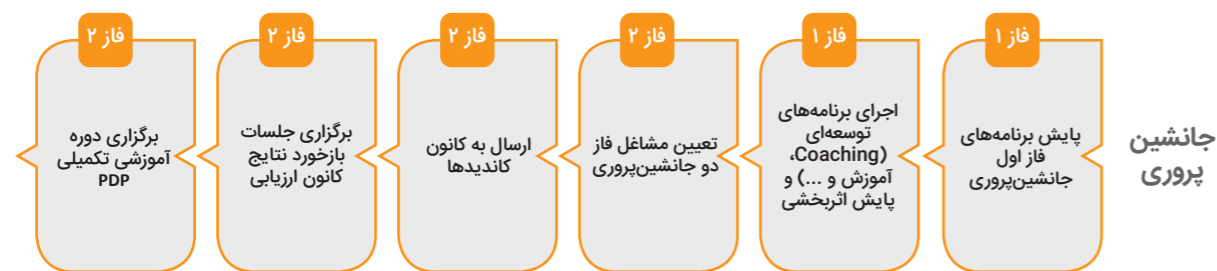 جانشین
پروری
فاز ۱
پایش برنامه‌های
فاز اول
جانشین‌پروری
فاز ۱
اجرای برنامه‌های
توسعه‌ای
(Coaching،
آموزش و ...) و
پایش اثربخشی
فاز ۲
تعیین مشاغل فاز
دو جانشین‌پروری
فاز ۲
ارسال به کانون
کاندیدها
فاز ۲
برگزاری جلسات
بازخورد نتایج
کانون ارزیابی
فاز ۲
برگزاری دوره
آموزشی تکمیلی
PDP